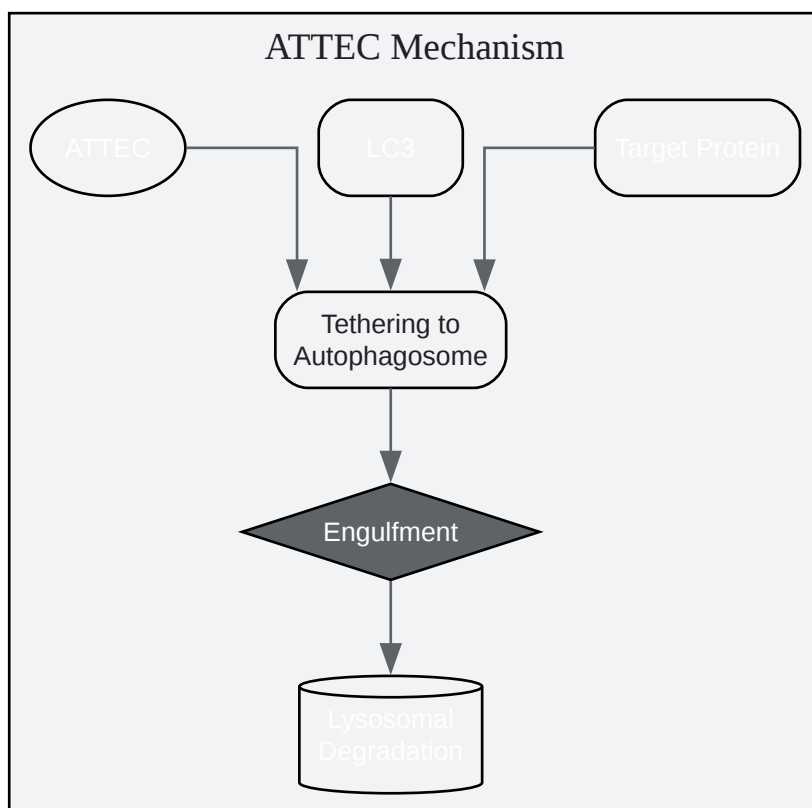 ATTEC Mechanism
ATTEC
LC3
Target Protein
Tethering to
Autophagosome
Engulfment
Lysosomal
Degradation